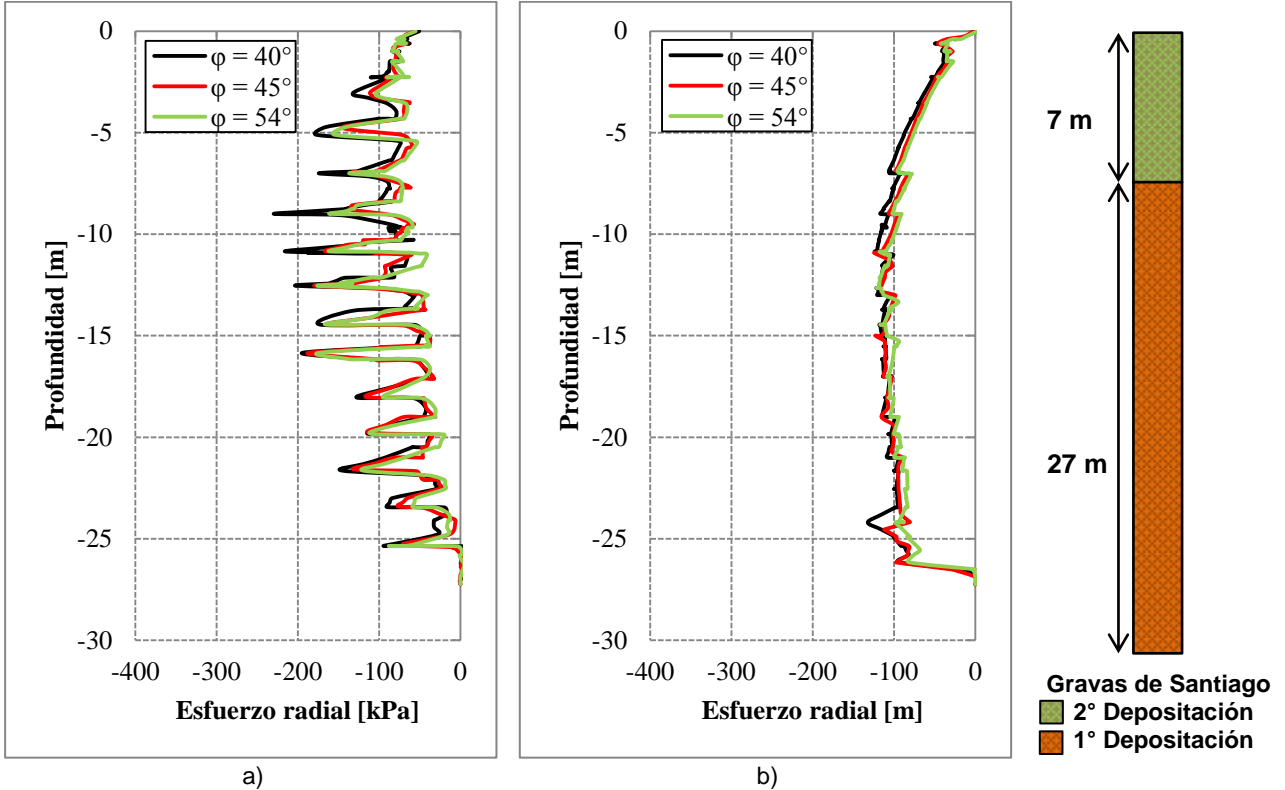 0
-5
-10
-15
-20
-25
-30
-400
-300
-200
-100
0
Profundidad [m]
Esfuerzo radial [kPa]
φ = 40°
φ = 45°
φ = 54°
a)
0
-5
-10
-15
-20
-25
-30
-400
-300
-200
-100
0
Profundidad [m]
Esfuerzo radial [m]
φ = 40°
φ = 45°
φ = 54°
b)
7 m
27 m
Gravas de Santiago
2° Depositación
1° Depositación